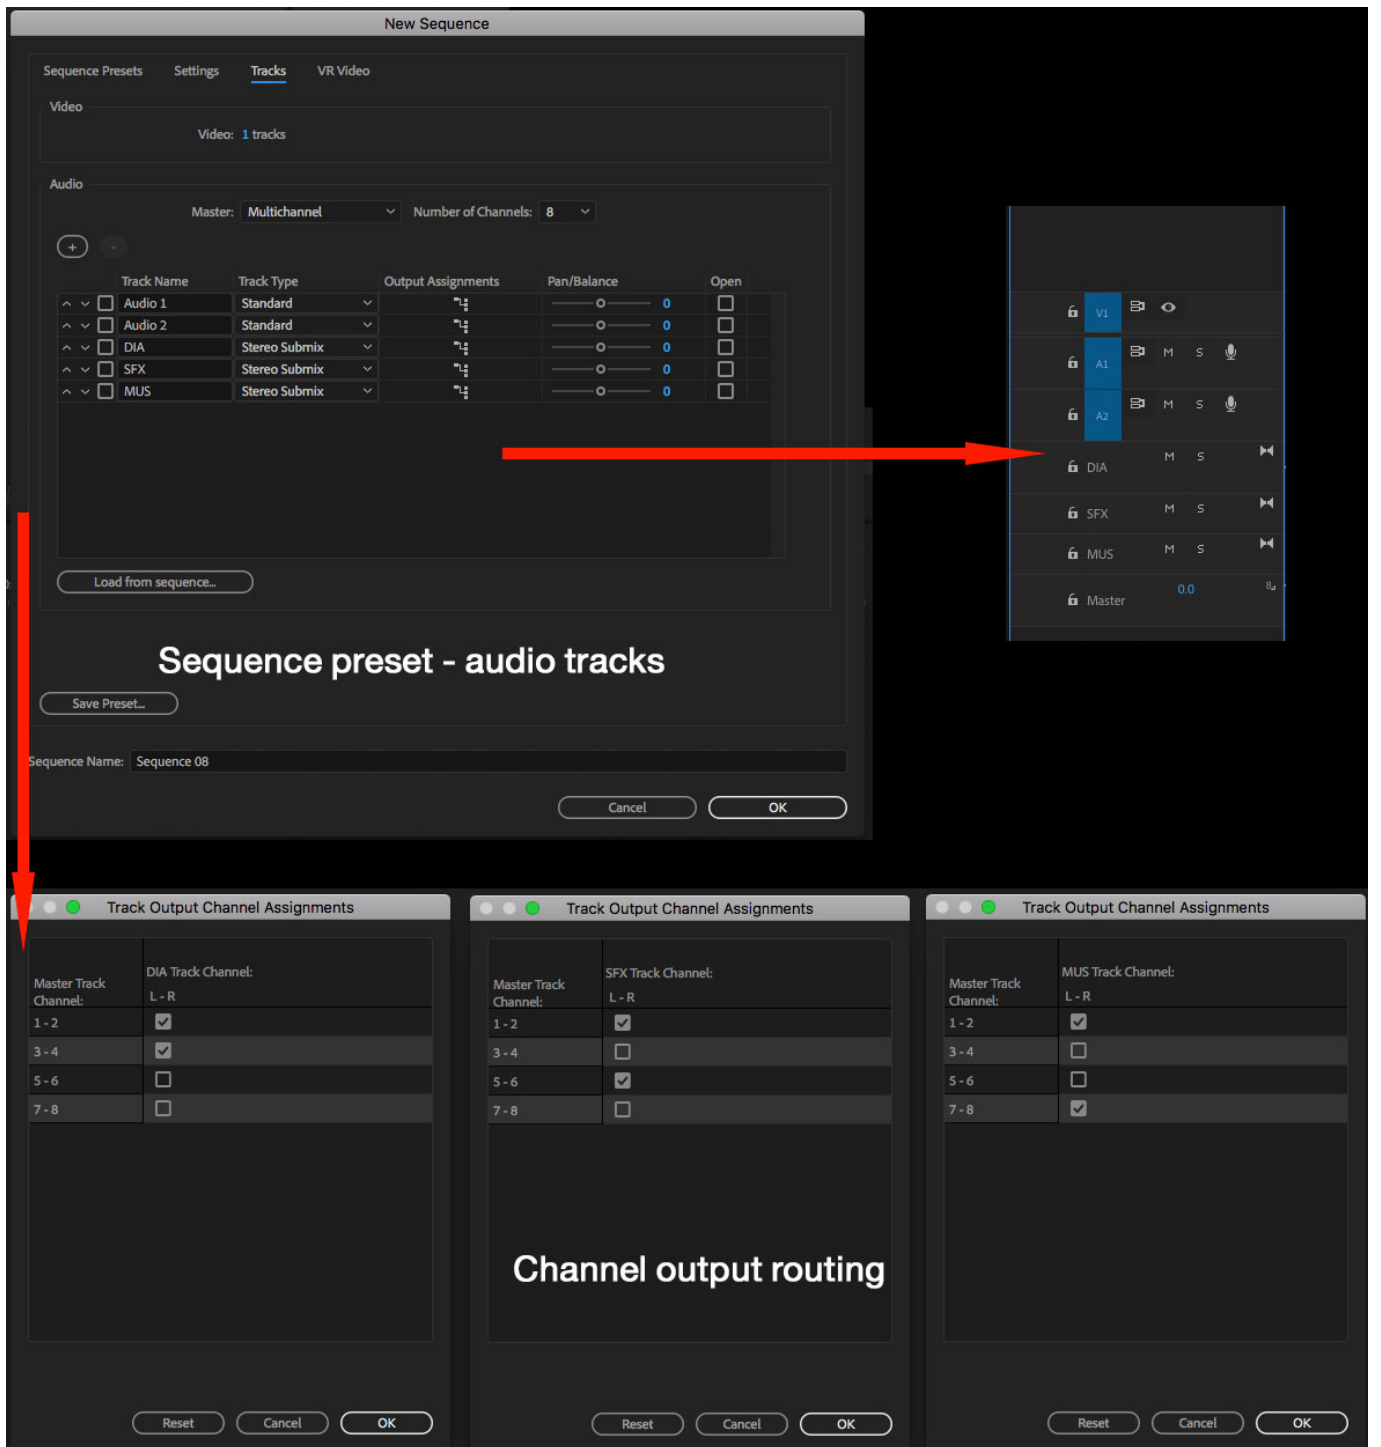 New Sequence
Sequence Presets Settings Tracks VR Video
Video
Video: 1 tracks
Audio
Master: Multichannel Number of Channels: 8
+ -
Track Name Track Type Output Assignments Pan/Balance Open
Audio 1 Standard 0
Audio 2 Standard 0
DIA Stereo Submix 0
SFX Stereo Submix 0
MUS Stereo Submix 0
Load from sequence...
Sequence preset - audio tracks
Save Preset...
Sequence Name: Sequence 08
Cancel OK
V1
A1 M S
A2 M S
DIA M S
SFX M S
MUS M S
Master 0.0 8
Track Output Channel Assignments
DIA Track Channel:
Master Track
Channel:
L - R
1 - 2
3 - 4
5 - 6
7 - 8
Reset Cancel OK
Track Output Channel Assignments
SFX Track Channel:
Master Track
Channel:
L - R
1 - 2
3 - 4
5 - 6
7 - 8
Channel output routing
Reset Cancel OK
Track Output Channel Assignments
MUS Track Channel:
Master Track
Channel:
L - R
1 - 2
3 - 4
5 - 6
7 - 8
Reset Cancel OK